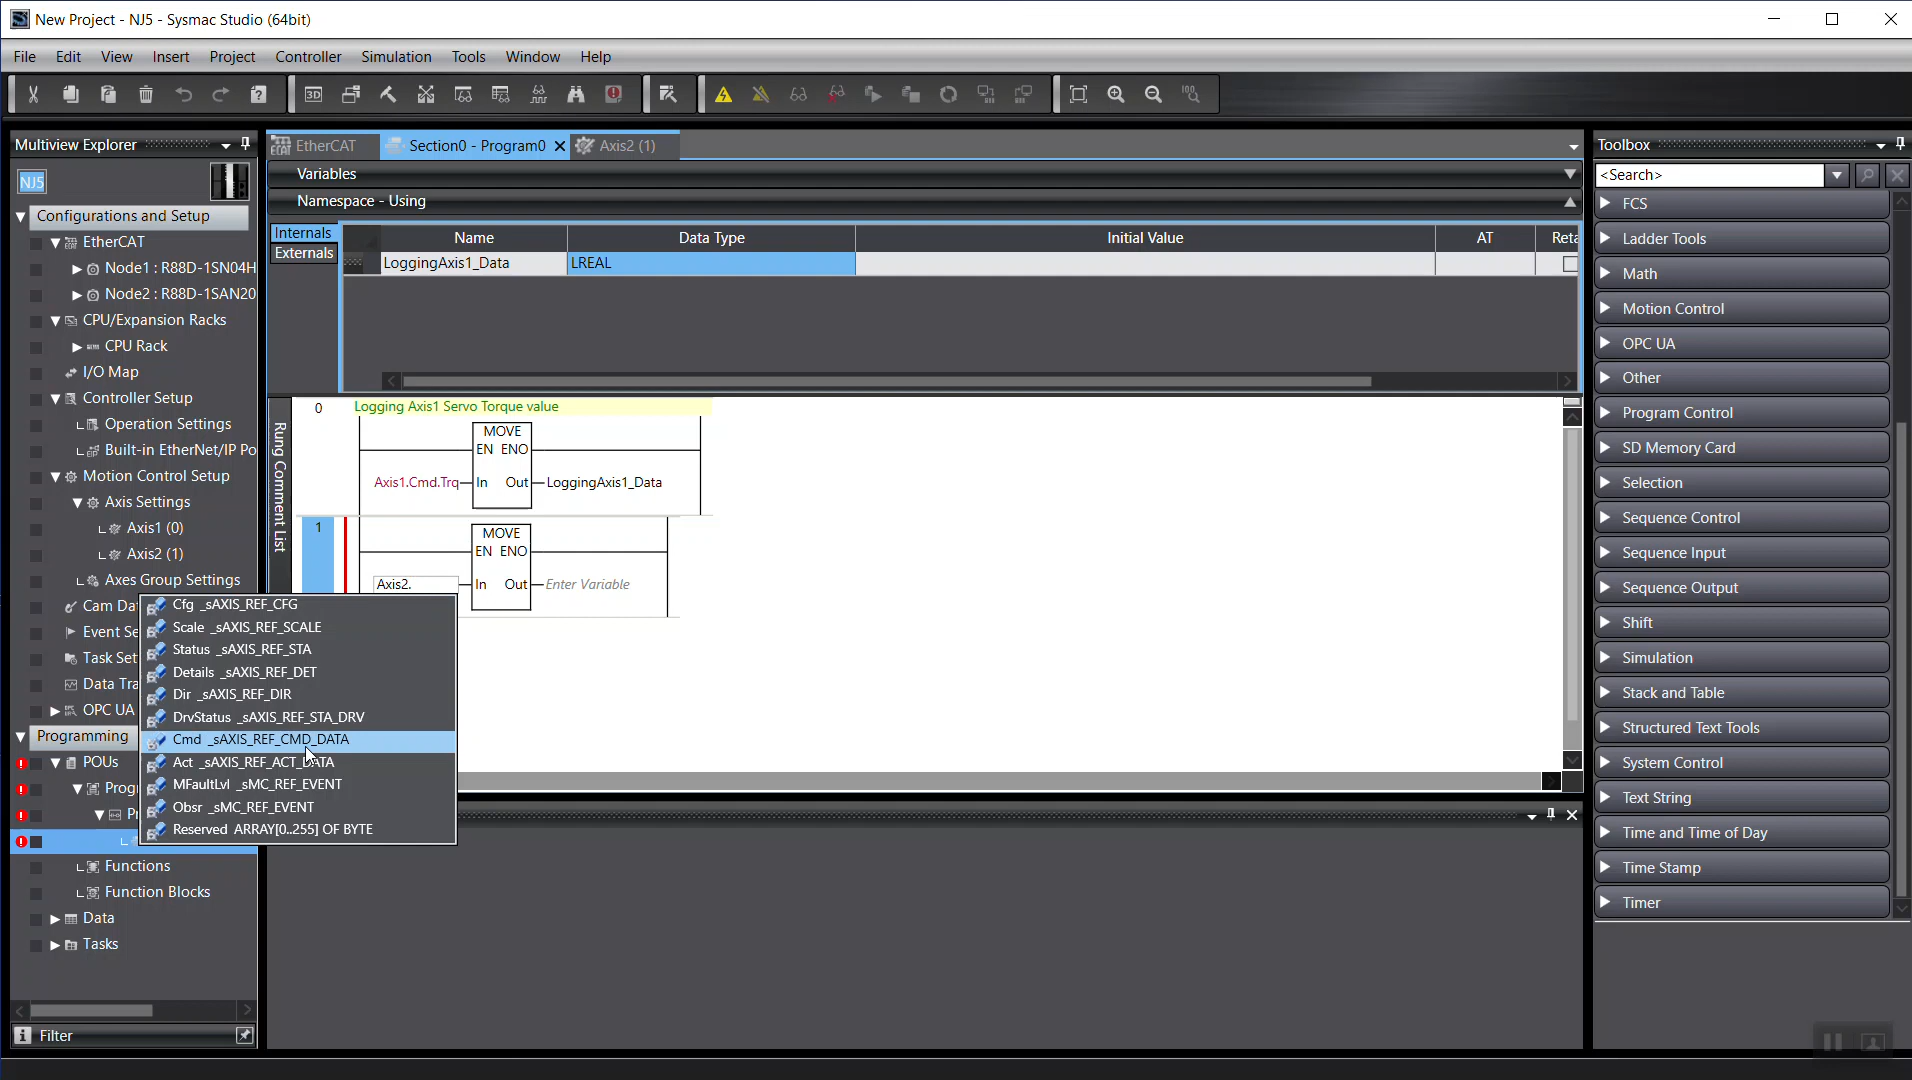 New Project - NJ5 - Sysmac Studio (64bit)
File Edit View Insert Project Controller Simulation Tools Window Help
Multiview Explorer
NJ5
Configurations and Setup
EtherCAT
Node1 : R88D-1SN04H
Node2 : R88D-1SAN20
CPU/Expansion Racks
CPU Rack
I/O Map
Controller Setup
Operation Settings
Built-in EtherNet/IP Po
Motion Control Setup
Axis Settings
Axis1 (0)
Axis2 (1)
Axes Group Settings
Cam Dat
Event Se
Task Set
Data Tra
OPC UA
Programming
POUs
Progr
Pr
Functions
Function Blocks
Data
Tasks
Filter
EtherCAT
Section0 - Program0
Axis2 (1)
Variables
Namespace - Using
Internals
Externals
Name Data Type Initial Value AT Reta
LoggingAxis1_Data LREAL
Rung Comment List
0 Logging Axis1 Servo Torque value
MOVE
EN ENO
Axis1.Cmd.Trq In Out LoggingAxis1_Data
1
MOVE
EN ENO
Axis2. In Out Enter Variable
Cfg _sAXIS_REF_CFG
Scale _sAXIS_REF_SCALE
Status _sAXIS_REF_STA
Details _sAXIS_REF_DET
Dir _sAXIS_REF_DIR
DrvStatus _sAXIS_REF_STA_DRV
Cmd _sAXIS_REF_CMD_DATA
Act _sAXIS_REF_ACT_DATA
MFaultLvl _sMC_REF_EVENT
Obsr _sMC_REF_EVENT
Reserved ARRAY[0..255] OF BYTE
Toolbox
<Search>
FCS
Ladder Tools
Math
Motion Control
OPC UA
Other
Program Control
SD Memory Card
Selection
Sequence Control
Sequence Input
Sequence Output
Shift
Simulation
Stack and Table
Structured Text Tools
System Control
Text String
Time and Time of Day
Time Stamp
Timer